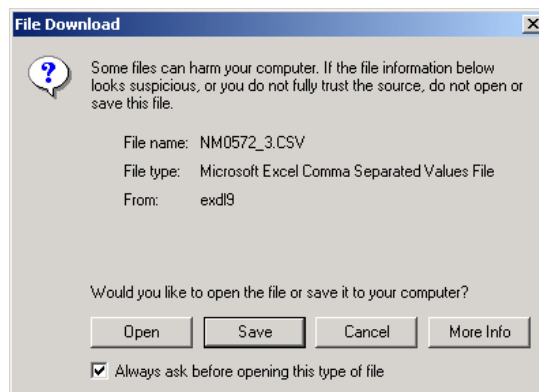 File Download
Some files can harm your computer. If the file information below
looks suspicious, or you do not fully trust the source, do not open or
save this file.
File name: NM0572_3.CSV
File type: Microsoft Excel Comma Separated Values File
From: exdl9
Would you like to open the file or save it to your computer?
Open Save Cancel More Info
Always ask before opening this type of file